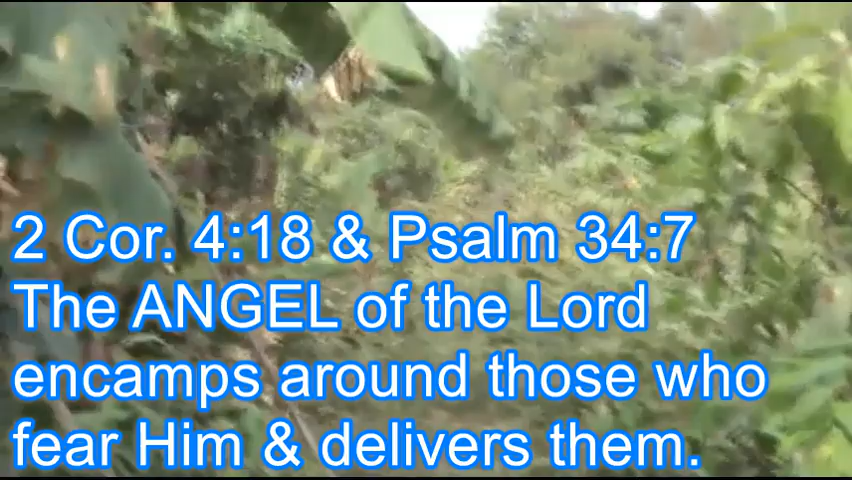 2 Cor. 4:18 & Psalm 34:7
The ANGEL of the Lord
encamps around those who
fear Him & delivers them.